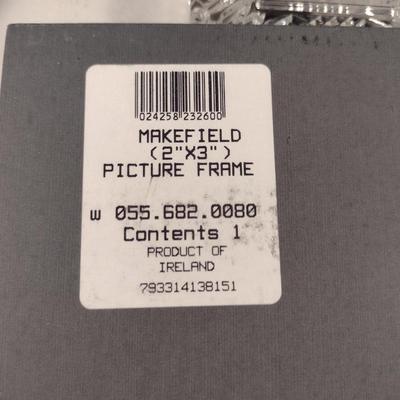 024258 232600
MAKEFIELD
(2"X3")
PICTURE FRAME
W 055.682.0080
Contents 1
PRODUCT OF
IRELAND
793314138151